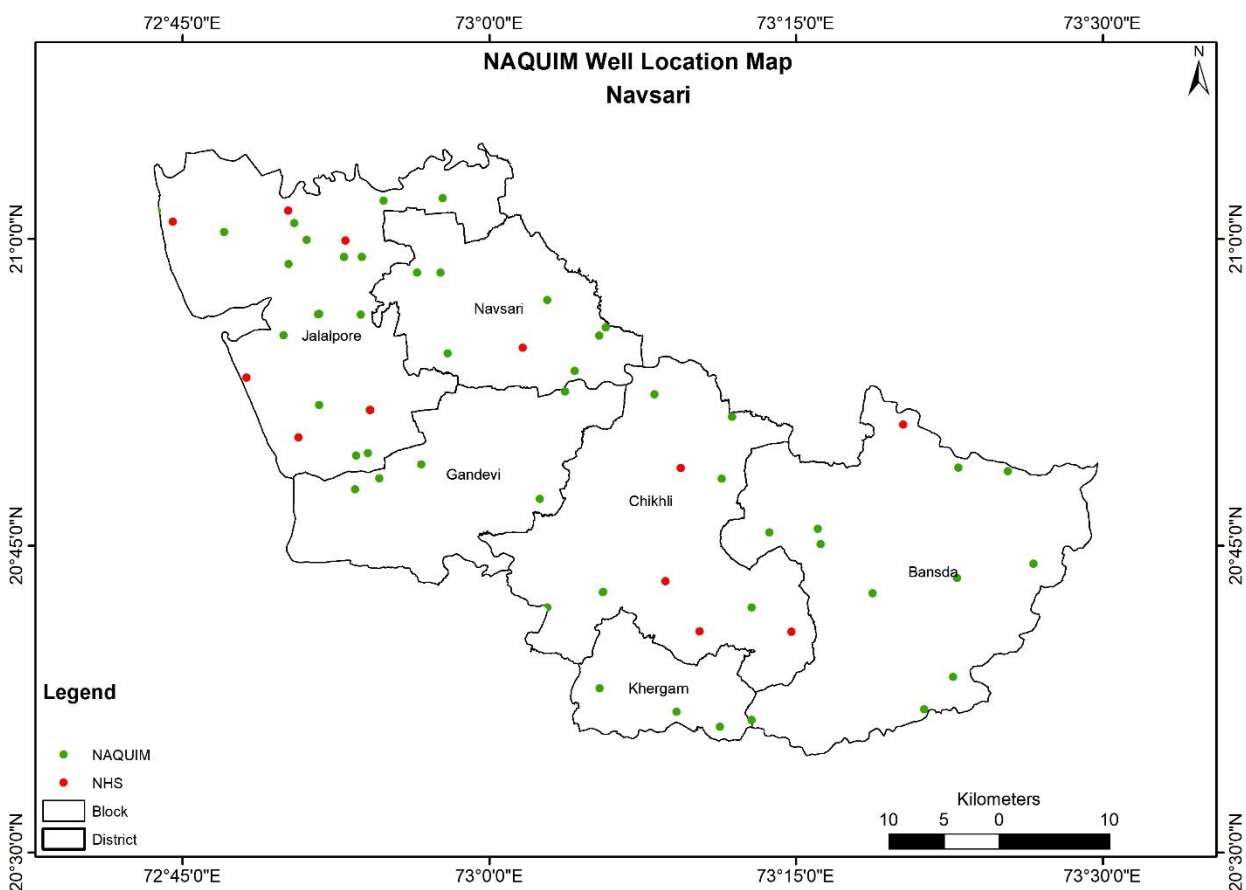 72°45'0"E 73°0'0"E 73°15'0"E 73°30'0"E
NAQUIM Well Location Map
Navsari
N
21°0'0"N 21°0'0"N
Navsari
Jalalpore
Gandevi
Chikhli
20°45'0"N 20°45'0"N
Bansda
Khergam
Legend
NAQUIM
NHS
Block
District
Kilometers
10 5 0 10
20°30'0"N 20°30'0"N
72°45'0"E 73°0'0"E 73°15'0"E 73°30'0"E